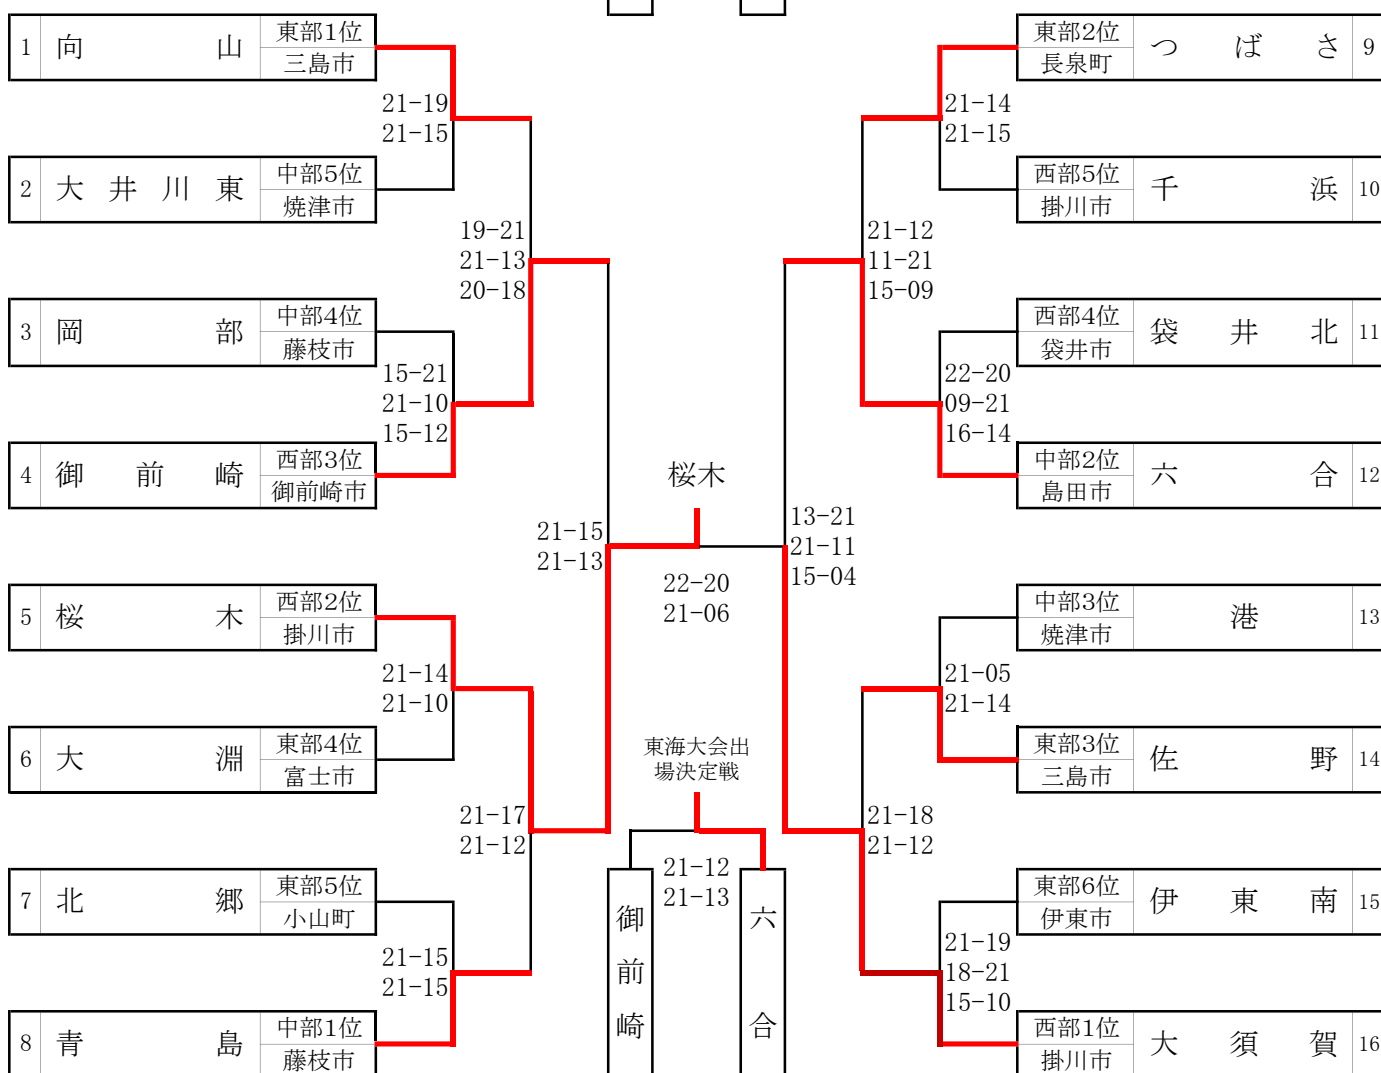 1 向山 東部1位 三島市
21-19
21-15
2 大井川東 中部5位 焼津市
19-21
21-13
20-18
3 岡部 中部4位 藤枝市
15-21
21-10
15-12
4 御前崎 西部3位 御前崎市
21-15
21-13
5 桜木 西部2位 掛川市
21-14
21-10
6 大淵 東部4位 富士市
21-17
21-12
7 北郷 東部5位 小山町
21-15
21-15
8 青島 中部1位 藤枝市
桜木
22-20
21-06
東海大会出
場決定戦
21-12
21-13
御前崎
六合
東部2位 長泉町 つばさ 9
21-14
21-15
西部5位 掛川市 千浜 10
21-12
11-21
15-09
西部4位 袋井市 袋井北 11
22-20
09-21
16-14
中部2位 島田市 六合 12
13-21
21-11
15-04
中部3位 焼津市 港 13
21-05
21-14
東部3位 三島市 佐野 14
21-18
21-12
東部6位 伊東市 伊東南 15
21-19
18-21
15-10
西部1位 掛川市 大須賀 16